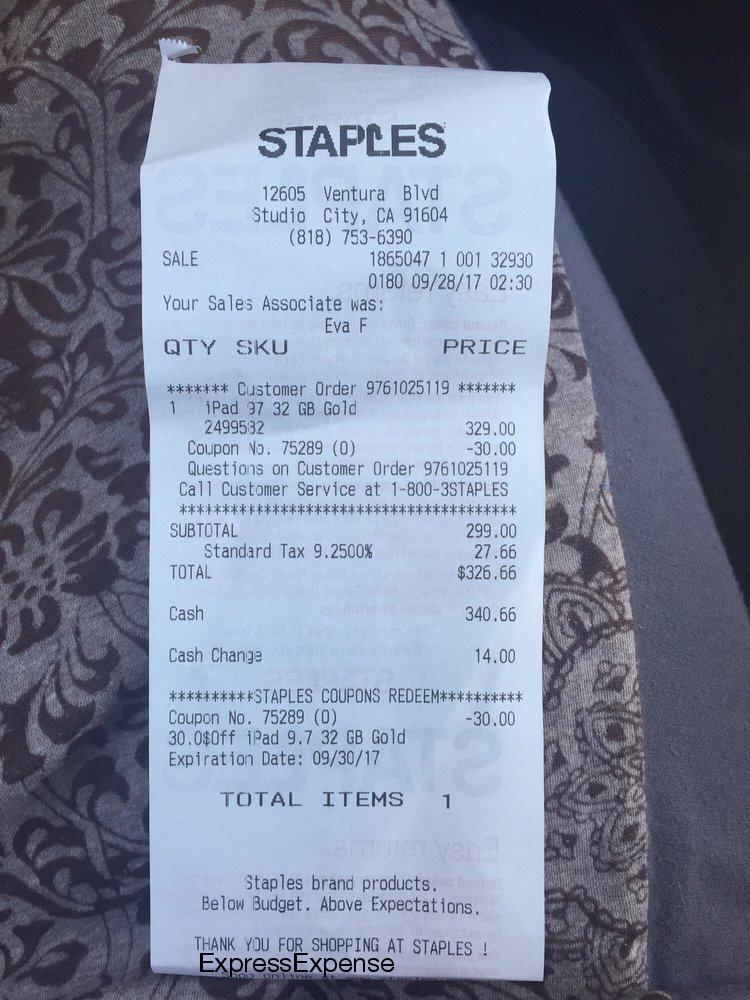 STAPLES
12605 Ventura Blvd
Studio City, CA 91604
(818) 753-6390
SALE 1865047 1 001 32930
0180 09/28/17 02:30
Your Sales Associate was:
Eva F
QTY SKU PRICE
******* Customer Order 9761025119 *******
1 iPad 97 32 GB Gold
2499582 329.00
Coupon No. 75289 (0) -30.00
Questions on Customer Order 9761025119
Call Customer Service at 1-800-3STAPLES
***************************************
SUBTOTAL 299.00
Standard Tax 9.2500% 27.66
TOTAL $326.66
Cash 340.66
Cash Change 14.00
**********STAPLES COUPONS REDEEM**********
Coupon No. 75289 (0) -30.00
30.0$Off iPad 9.7 32 GB Gold
Expiration Date: 09/30/17
TOTAL ITEMS 1
Staples brand products.
Below Budget. Above Expectations.
THANK YOU FOR SHOPPING AT STAPLES !
ExpressExpense
Shop online